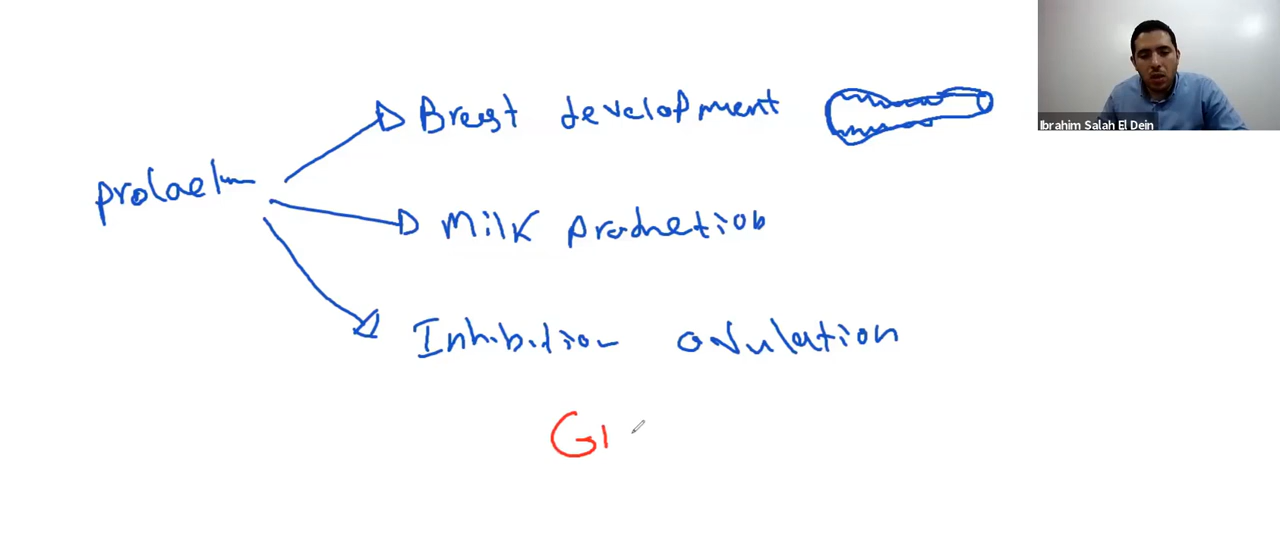 Breast development
Ibrahim Salah El Dein
prolactin
Milk production
Inhibition ovulation
G